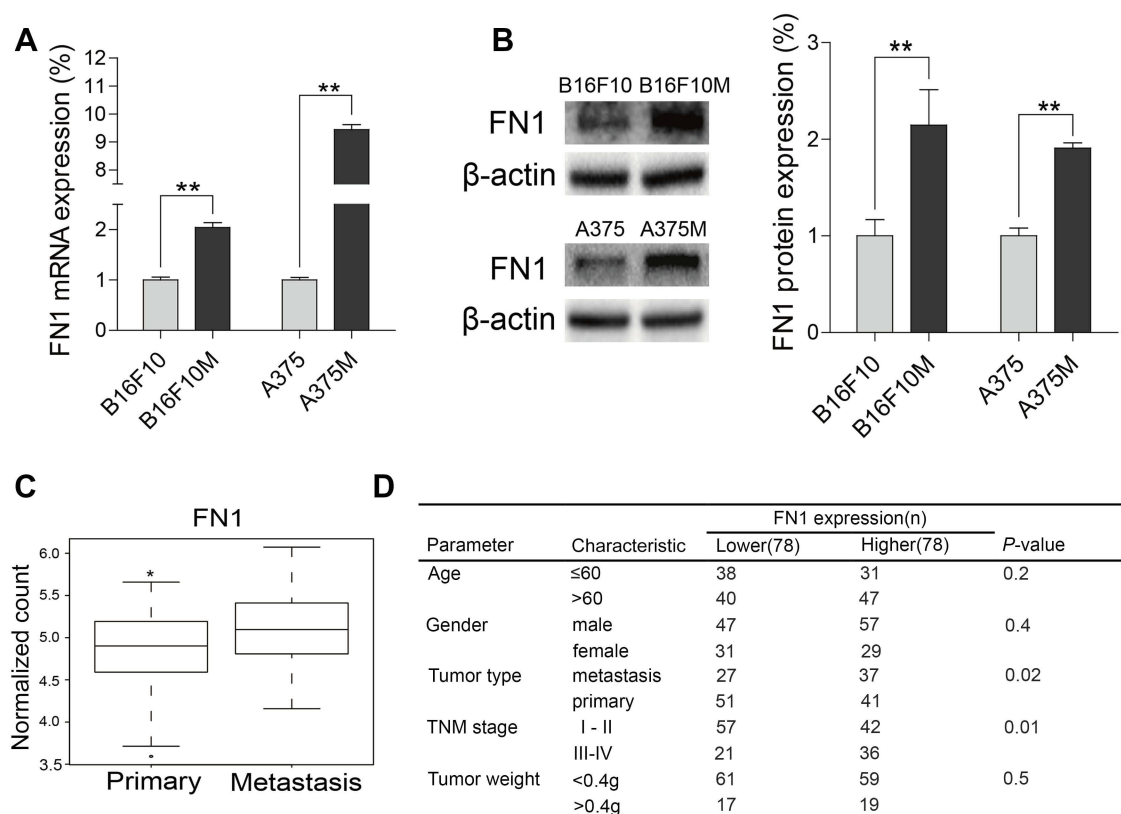 A
FN1 mRNA expression (%)
12
11
10
9
8
2
1
0
**
**
B16F10
B16F10M
A375
A375M
B
B16F10 B16F10M
FN1
β-actin
A375 A375M
FN1
β-actin
FN1 protein expression (%)
3
2
1
0
**
**
B16F10
B16F10M
A375
A375M
C
FN1
Normalized count
6.0
5.5
5.0
4.5
4.0
3.5
*
Primary Metastasis
D
FN1 expression(n)
Parameter Characteristic Lower(78) Higher(78) P-value
Age ≤60 38 31 0.2
>60 40 47
Gender male 47 57 0.4
female 31 29
Tumor type metastasis 27 37 0.02
primary 51 41
TNM stage I - II 57 42 0.01
III-IV 21 36
Tumor weight <0.4g 61 59 0.5
>0.4g 17 19